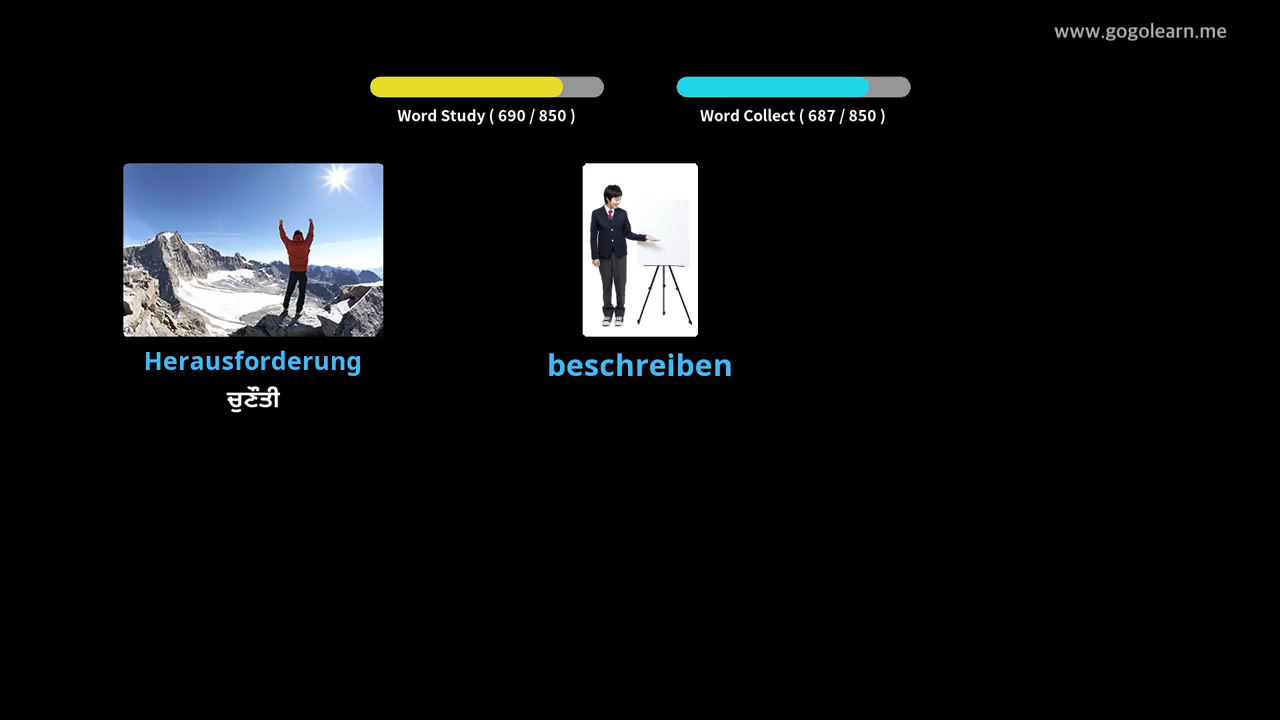 www.gogolearn.me
Word Study ( 690 / 850 )
Word Collect ( 687 / 850 )
Herausforderung
ਚੁਣੌਤੀ
beschreiben